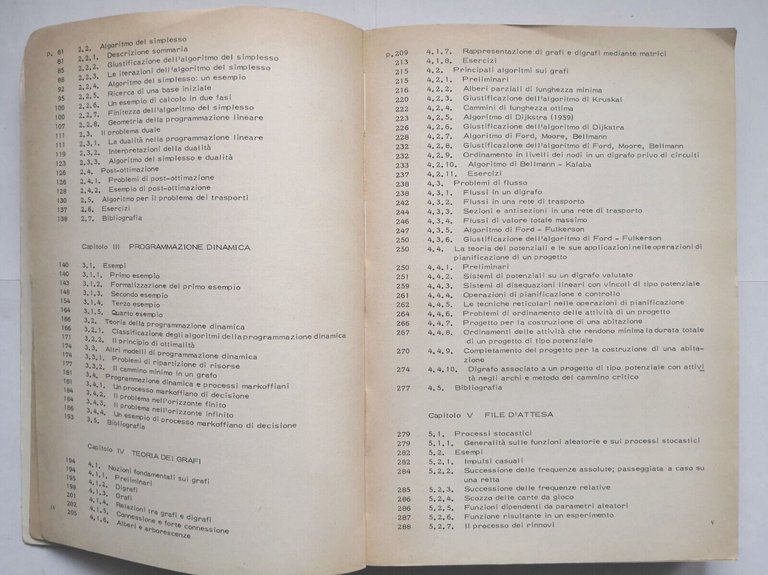 p. 81 2.2. Algoritmo del simplesso
81 2.2.1. Descrizione sommaria
85 2.2.2. Giustificazione dell'algoritmo del simplesso
88 2.2.3. Le iterazioni dell'algoritmo del simplesso
92 2.2.4. Algoritmo del simplesso: un esempio
95 2.2.5. Ricerca di una base iniziale
100 2.2.6. Un esempio di calcolo in due fasi
100 2.2.7. Finitezza dell'algoritmo del simplesso
107 2.2.8. Geometria della programmazione lineare
111 2.3. Il problema duale
111 2.3.1. La dualità nella programmazione lineare
119 2.3.2. Interpretazioni della dualità
123 2.3.3. Algoritmo del simplesso e dualità
126 2.4. Post-ottimazione
126 2.4.1. Problemi di post-ottimazione
128 2.4.2. Esempio di post-ottimazione
130 2.5. Algoritmo per il problema dei trasporti
137 2.6. Esercizi
138 2.7. Bibliografia
Capitolo III PROGRAMMAZIONE DINAMICA
140 3.1. Esempi
140 3.1.1. Primo esempio
143 3.1.2. Formalizzazione del primo esempio
148 3.1.3. Secondo esempio
154 3.1.4. Terzo esempio
164 3.1.5. Quarto esempio
166 3.2. Teoria della programmazione dinamica
3.2.1. Classificazione degli algoritmi della programmazione dinamica
171 3.2.2. Il principio di ottimalità
174 3.3. Altri modelli di programmazione dinamica
174 3.3.1. Problemi di ripartizione di risorse
177 3.3.2. Il cammino minimo in un grafo
181 3.4. Programmazione dinamica e processi markoffiani
3.4.1. Un processo markoffiano di decisione
184 3.4.2. Il problema nell'orizzonte finito
3.4.3. Il problema nell'orizzonte infinito
186 3.4.4. Un esempio di processo markoffiano di decisione
193 3.5. Bibliografia
Capitolo IV TEORIA DEI GRAFI
194 4.1. Nozioni fondamentali sui grafi
194 4.1.1. Preliminari
195 4.1.2. Digrafi
198 4.1.3. Grafi
201 4.1.4. Relazioni tra grafi e digrafi
202 4.1.5. Connessione e forte connessione
205 4.1.6. Alberi e arborescenze
IV
p. 209 4.1.7. Rappresentazione di grafi e digrafi mediante matrici
213 4.1.8. Esercizi
215 4.2. Principali algoritmi sui grafi
215 4.2.1. Preliminari
216 4.2.2. Alberi parziali di lunghezza minima
220 4.2.3. Giustificazione dell'algoritmo di Kruskal
222 4.2.4. Cammini di lunghezza ottima
223 4.2.5. Algoritmo di Dijkstra (1959)
226 4.2.6. Giustificazione dell'algoritmo di Dijkstra
228 4.2.7. Algoritmo di Ford, Moore, Bellmann
232 4.2.8. Giustificazione dell'algoritmo di Ford, Moore, Bellmann
232 4.2.9. Ordinamento in livelli dei nodi in un digrafo privo di circuiti
232 4.2.10. Algoritmo di Bellmann - Kalaba
237 4.2.11. Esercizi
238 4.3. Problemi di flusso
238 4.3.1. Flussi in un digrafo
242 4.3.2. Flussi in una rete di trasporto
244 4.3.3. Sezioni e antisezioni in una rete di trasporto
246 4.3.4. Flussi di valore totale massimo
247 4.3.5. Algoritmo di Ford - Fulkerson
250 4.3.6. Giustificazione dell'algoritmo di Ford - Fulkerson
250 4.4. La teoria dei potenziali e le sue applicazioni nelle operazioni di
pianificazione di un progetto
250 4.4.1. Preliminari
251 4.4.2. Sistemi di potenziali su un digrafo valutato
259 4.4.3. Sistemi di disequazioni lineari con vincoli di tipo potenziale
261 4.4.4. Operazioni di pianificazione e controllo
262 4.4.5. Le tecniche reticolari nelle operazioni di pianificazione
264 4.4.6. Problemi di ordinamento delle attività di un progetto
266 4.4.7. Progetto per la costruzione di una abitazione
267 4.4.8. Ordinamenti delle attività che rendono minima la durata totale
di un progetto di tipo potenziale
270 4.4.9. Completamento del progetto per la costruzione di una abita-
zione
274 4.4.10. Digrafo associato a un progetto di tipo potenziale con attivi
tà negli archi e metodo del cammino critico
277 4.5. Bibliografia
Capitolo V FILE D'ATTESA
279 5.1. Processi stocastici
279 5.1.1. Generalità sulle funzioni aleatorie e sui processi stocastici
282 5.2. Esempi
282 5.2.1. Impulsi casuali
284 5.2.2. Successione delle frequenze assolute; passeggiata a caso su
una retta
285 5.2.3. Successione delle frequenze relative
286 5.2.4. Scozzo delle carte da gioco
286 5.2.5. Funzioni dipendenti da parametri aleatori
286 5.2.6. Funzione risultante in un esperimento
288 5.2.7. Il processo dei rinnovi
V